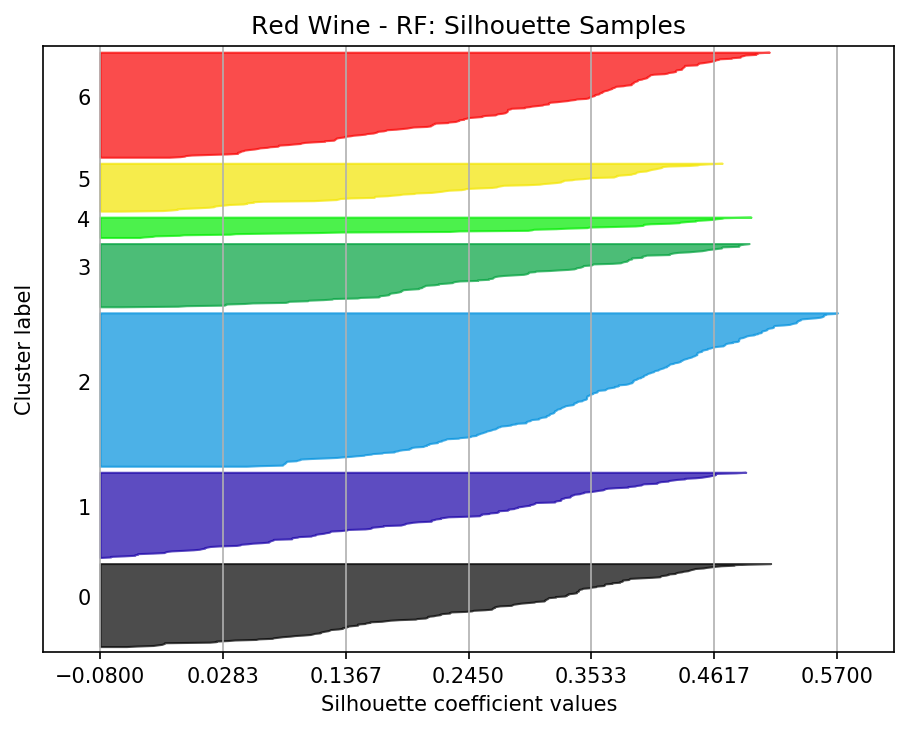 Red Wine - RF: Silhouette Samples
6
5
4
3
2
1
0
Cluster label
−0.0800 0.0283 0.1367 0.2450 0.3533 0.4617 0.5700
Silhouette coefficient values